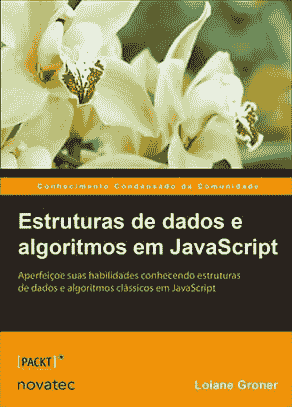 Conhecimento Condensado da Comunidade
Estruturas de dados e
algoritmos em JavaScript
Aperfeiçoe suas habilidades conhecendo estruturas
de dados e algoritmos clássicos em JavaScript
[PACKT]*
novatec
Loiane Groner